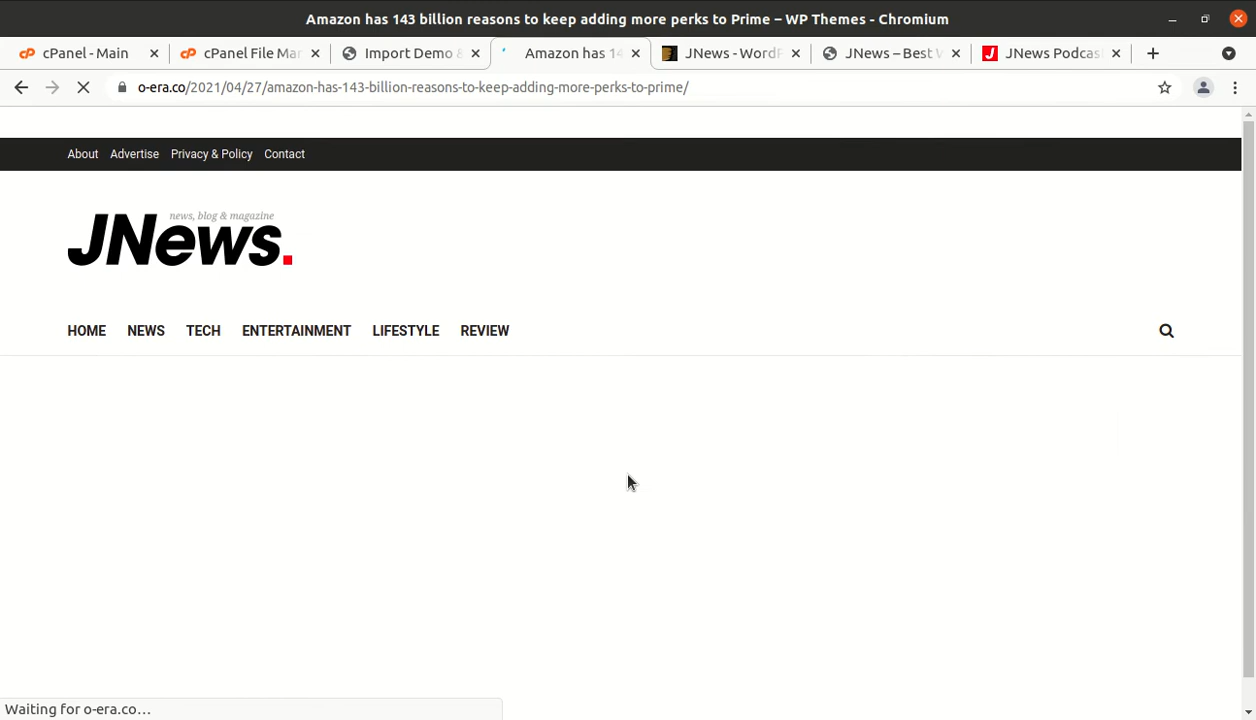 Amazon has 143 billion reasons to keep adding more perks to Prime – WP Themes - Chromium
cPanel - Main
cPanel File Mar
Import Demo &
Amazon has 14
JNews - WordP
JNews – Best W
JNews Podcas
o-era.co/2021/04/27/amazon-has-143-billion-reasons-to-keep-adding-more-perks-to-prime/
About Advertise Privacy & Policy Contact
news, blog & magazine
JNews.
HOME NEWS TECH ENTERTAINMENT LIFESTYLE REVIEW
Waiting for o-era.co...